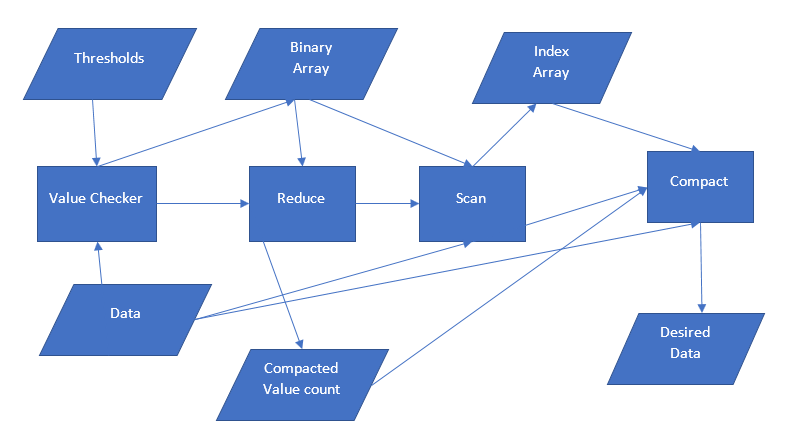 Thresholds
Binary
Array
Index
Array
Value Checker
Reduce
Scan
Compact
Data
Compacted
Value count
Desired
Data